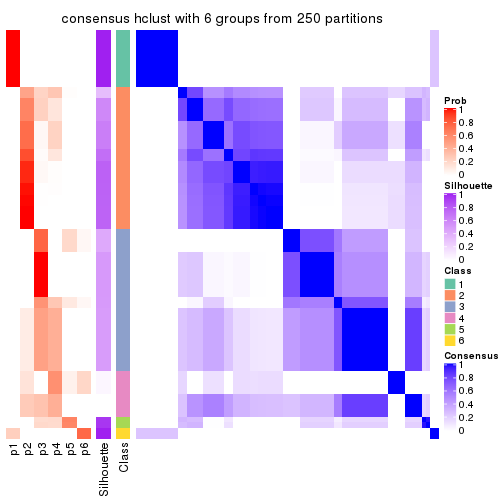 consensus hclust with 6 groups from 250 partitions
Prob
1
0.8
0.6
0.4
0.2
0
Silhouette
1
0.8
0.6
0.4
0.2
0
Class
1
2
3
4
5
6
Consensus
1
0.8
0.6
0.4
0.2
0
p1
p2
p3
p4
p5
p6
Silhouette
Class